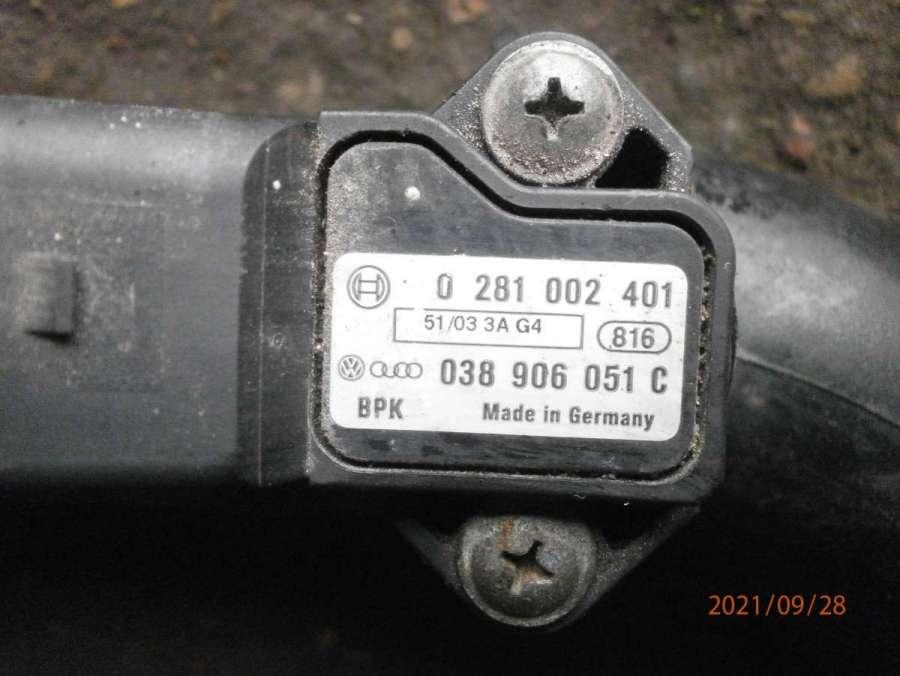 0 281 002 401
51/03 3A G4
816
038 906 051 C
BPK Made in Germany
2021/09/28